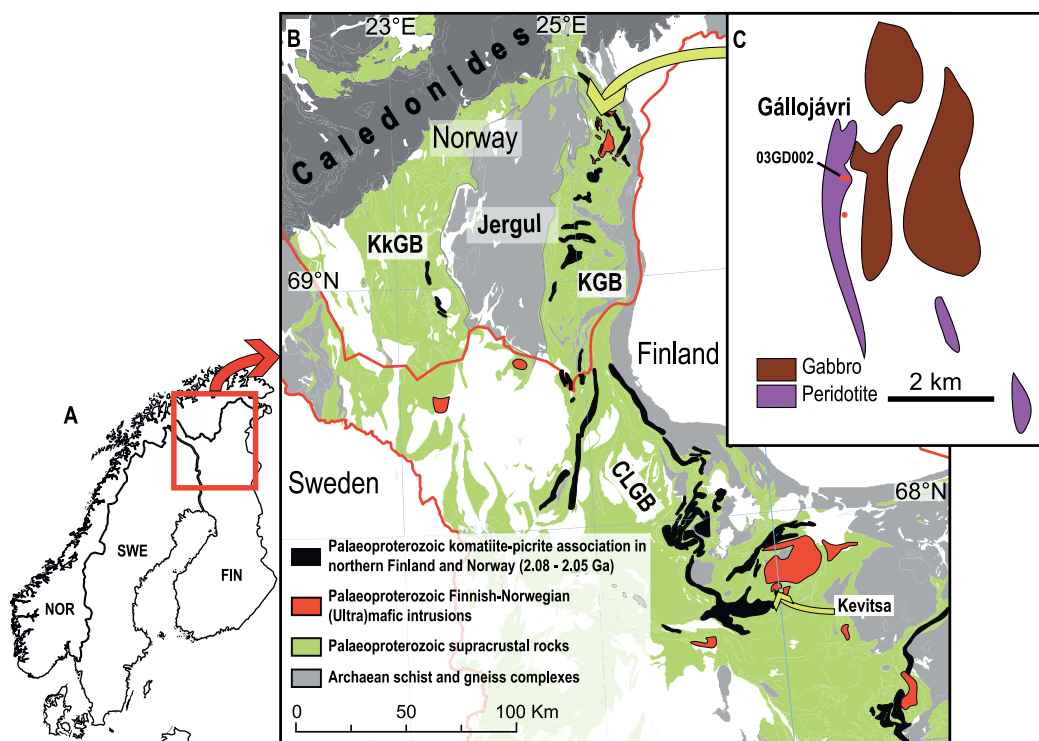 A
NOR
SWE
FIN
B
23°E
25°E
Caledonides
Norway
Jergul
KkGB
KGB
69°N
Finland
Sweden
CLGB
68°N
Kevitsa
Palaeoproterozoic komatiite-picrite association in
northern Finland and Norway (2.08 - 2.05 Ga)
Palaeoproterozoic Finnish-Norwegian
(Ultra)mafic intrusions
Palaeoproterozoic supracrustal rocks
Archaean schist and gneiss complexes
0 50 100 Km
C
Gállojávri
03GD002
Gabbro
Peridotite
2 km